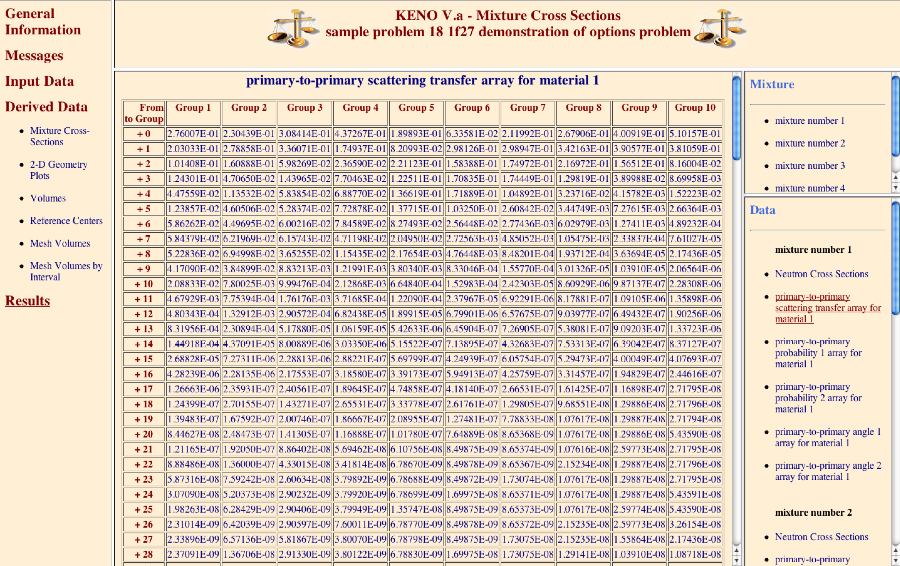 General
Information
Messages
Input Data
Derived Data
Mixture Cross-
Sections
2-D Geometry
Plots
Volumes
Reference Centers
Mesh Volumes
Mesh Volumes by
Interval
Results
KENO V.a - Mixture Cross Sections
sample problem 18 1f27 demonstration of options problem
primary-to-primary scattering transfer array for material 1
From to Group Group 1 Group 2 Group 3 Group 4 Group 5 Group 6 Group 7 Group 8 Group 9 Group 10
+ 0 2.76007E-01 2.30439E-01 3.08414E-01 4.37267E-01 1.89893E-01 6.33581E-02 2.11992E-01 2.67906E-01 4.00919E-01 5.10157E-01
+ 1 2.03033E-01 2.78858E-01 3.36071E-01 1.74937E-01 8.20993E-02 2.98126E-01 2.98947E-01 3.42163E-01 3.90577E-01 3.81059E-01
+ 2 1.01408E-01 1.60888E-01 5.98269E-02 2.36590E-02 2.21123E-01 1.58388E-01 1.74972E-01 2.16972E-01 1.56512E-01 8.16004E-02
+ 3 1.24301E-01 4.70650E-02 1.43965E-02 7.70463E-02 1.22511E-01 1.70835E-01 1.74449E-01 1.29819E-01 3.89988E-02 8.69958E-03
+ 4 4.47559E-02 1.13532E-02 5.83854E-02 6.88770E-02 1.36619E-01 1.71889E-01 1.04892E-01 3.23716E-02 4.15782E-03 1.52223E-02
+ 5 1.23857E-02 4.60506E-02 5.28374E-02 7.72878E-02 1.37715E-01 1.03250E-01 2.60842E-02 3.44749E-03 7.27615E-03 2.66364E-03
+ 6 5.86262E-02 4.49695E-02 6.00216E-02 7.84589E-02 8.27493E-02 2.56448E-02 2.77436E-03 6.02979E-03 1.27411E-03 4.89232E-04
+ 7 5.84379E-02 6.21969E-02 6.15743E-02 4.71198E-02 2.04950E-02 2.72563E-03 4.85052E-03 1.05475E-03 2.33837E-04 7.61027E-05
+ 8 5.22836E-02 6.94998E-02 3.65255E-02 1.15435E-02 2.17654E-03 4.76448E-03 8.48201E-04 1.93712E-04 3.63694E-05 2.17436E-05
+ 9 4.17090E-02 3.84899E-02 8.83213E-03 1.21991E-03 3.80340E-03 8.33046E-04 1.55770E-04 3.01326E-05 1.03910E-05 2.06564E-06
+ 10 2.08833E-02 7.80025E-03 9.99476E-04 2.12868E-03 6.64840E-04 1.52983E-04 2.42303E-05 8.60929E-06 9.87137E-07 2.28308E-06
+ 11 4.67929E-03 7.75394E-04 1.76176E-03 3.71685E-04 1.22090E-04 2.37967E-05 6.92291E-06 8.17881E-07 1.09105E-06 1.35898E-06
+ 12 4.80343E-04 1.32912E-03 2.90572E-04 6.82438E-05 1.89915E-05 6.79901E-06 6.57675E-07 9.03977E-07 6.49432E-07 1.90256E-06
+ 13 8.31956E-04 2.30894E-04 5.17880E-05 1.06159E-05 5.42633E-06 6.45904E-07 7.26905E-07 5.38081E-07 9.09203E-07 1.33723E-06
+ 14 1.44918E-04 4.37091E-05 8.00889E-06 3.03350E-06 5.15522E-07 7.13895E-07 4.32683E-07 7.53313E-07 6.39042E-07 8.37127E-07
+ 15 2.68828E-05 7.27311E-06 2.28813E-06 2.88221E-07 5.69799E-07 4.24939E-07 6.05754E-07 5.29473E-07 4.00049E-07 4.07693E-07
+ 16 4.28239E-06 2.28135E-06 2.17553E-07 3.18580E-07 3.39173E-07 5.94913E-07 4.25759E-07 3.31457E-07 1.94829E-07 2.44616E-07
+ 17 1.26663E-06 2.35931E-07 2.40561E-07 1.89645E-07 4.74858E-07 4.18140E-07 2.66531E-07 1.61425E-07 1.16898E-07 2.71795E-08
+ 18 1.24399E-07 2.70155E-07 1.43271E-07 2.65531E-07 3.33778E-07 2.61761E-07 1.29805E-07 9.68551E-08 1.29886E-08 2.71796E-08
+ 19 1.39483E-07 1.67592E-07 2.00746E-07 1.86667E-07 2.08955E-07 1.27481E-07 7.78833E-08 1.07617E-08 1.29887E-08 2.71794E-08
+ 20 8.44627E-08 2.48473E-07 1.41305E-07 1.16888E-07 1.01780E-07 7.64889E-08 8.65368E-09 1.07617E-08 1.29886E-08 5.43590E-08
+ 21 1.21165E-07 1.92050E-07 8.86402E-08 5.69462E-08 6.10756E-08 8.49875E-09 8.65374E-09 1.07616E-08 2.59773E-08 2.71795E-08
+ 22 8.88486E-08 1.36000E-07 4.33015E-08 3.41814E-08 6.78670E-09 8.49878E-09 8.65367E-09 2.15234E-08 1.29887E-08 2.71796E-08
+ 23 5.87316E-08 7.59242E-08 2.60634E-08 3.79892E-09 6.78688E-09 8.49872E-09 1.73074E-08 1.07617E-08 1.29887E-08 2.71795E-08
+ 24 3.07090E-08 5.20373E-08 2.90232E-09 3.79920E-09 6.78699E-09 1.69975E-08 8.65371E-09 1.07617E-08 1.29887E-08 5.43591E-08
+ 25 1.98263E-08 6.28429E-09 2.90406E-09 3.79949E-09 1.35747E-08 8.49875E-09 8.65373E-09 1.07617E-08 2.59774E-08 5.43590E-08
+ 26 2.31014E-09 6.42039E-09 2.90597E-09 7.60011E-09 6.78770E-09 8.49878E-09 8.65372E-09 2.15235E-08 2.59773E-08 3.26154E-08
+ 27 2.33896E-09 6.57136E-09 5.81867E-09 3.80070E-09 6.78798E-09 8.49875E-09 1.73075E-08 2.15235E-08 1.55864E-08 2.17436E-08
+ 28 2.37091E-09 1.36706E-08 2.91330E-09 3.80122E-09 6.78830E-09 1.69975E-08 1.73075E-08 1.29141E-08 1.03910E-08 1.08718E-08
Mixture
mixture number 1
mixture number 2
mixture number 3
mixture number 4
Data
mixture number 1
Neutron Cross Sections
primary-to-primary
scattering transfer array for
material 1
primary-to-primary
probability 1 array for
material 1
primary-to-primary
probability 2 array for
material 1
primary-to-primary angle 1
array for material 1
primary-to-primary angle 2
array for material 1
mixture number 2
Neutron Cross Sections
primary-to-primary